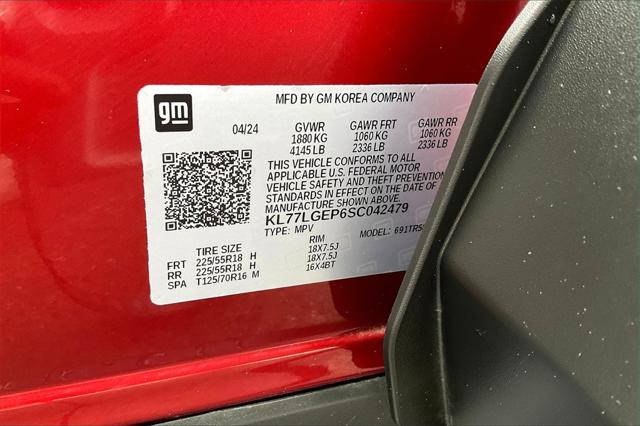 gm
MFD BY GM KOREA COMPANY
04/24 GVWR GAWR FRT GAWR RR
1880 KG 1060 KG 1060 KG
4145 LB 2336 LB 2336 LB
THIS VEHICLE CONFORMS TO ALL
APPLICABLE U.S. FEDERAL MOTOR
VEHICLE SAFETY AND THEFT PREVENTION
STANDARDS IN EFFECT ON THE DATE OF
MANUFACTURE SHOWN ABOVE.
KL77LGEP6SC042479
TYPE: MPV MODEL: 691TR5
TIRE SIZE RIM
FRT 225/55R18 H 18X7.5J
RR 225/55R18 H 18X7.5J
SPA T125/70R16 M 16X4BT